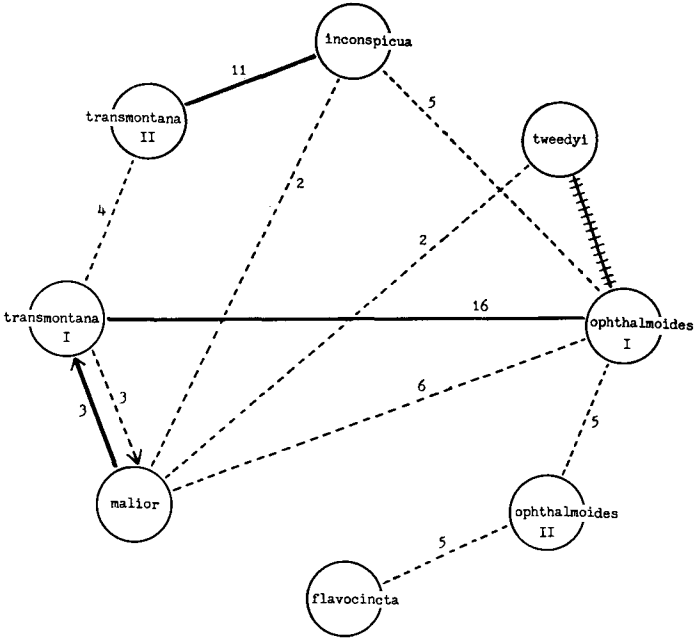 inconspicua
11
transmontana
II
5
tweedyi
2
4
2
transmontana
I
16
ophthalmoides
I
3
3
6
5
malior
ophthalmoides
II
5
flavocincta